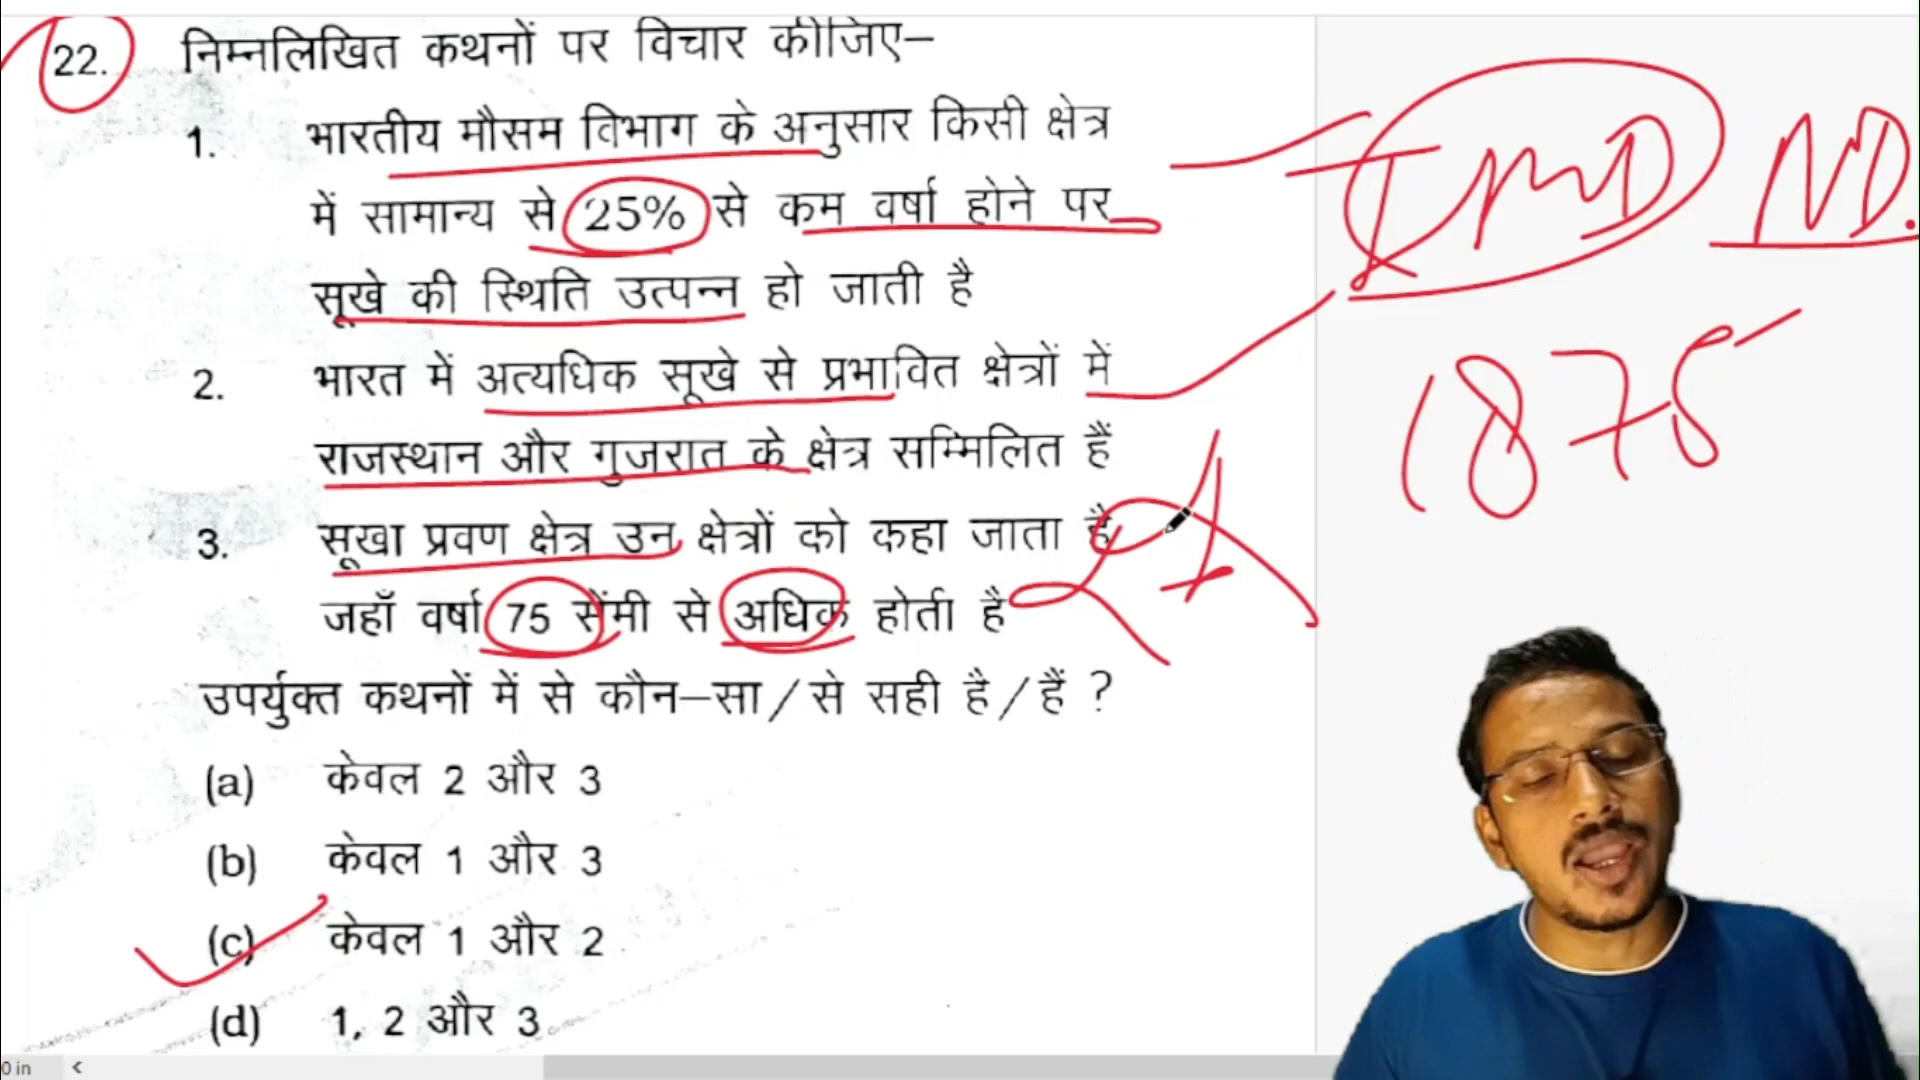 22. निम्नलिखित कथनों पर विचार कीजिए–
1. भारतीय मौसम विभाग के अनुसार किसी क्षेत्र
में सामान्य से 25% से कम वर्षा होने पर
सूखे की स्थिति उत्पन्न हो जाती है
2. भारत में अत्यधिक सूखे से प्रभावित क्षेत्रों में
राजस्थान और गुजरात के क्षेत्र सम्मिलित हैं
3. सूखा प्रवण क्षेत्र उन क्षेत्रों को कहा जाता है
जहाँ वर्षा 75 सेंमी से अधिक होती है
उपर्युक्त कथनों में से कौन–सा/से सही है/हैं ?
(a) केवल 2 और 3
(b) केवल 1 और 3
(c) केवल 1 और 2
(d) 1, 2 और 3
IMD ND.
1875
0 in